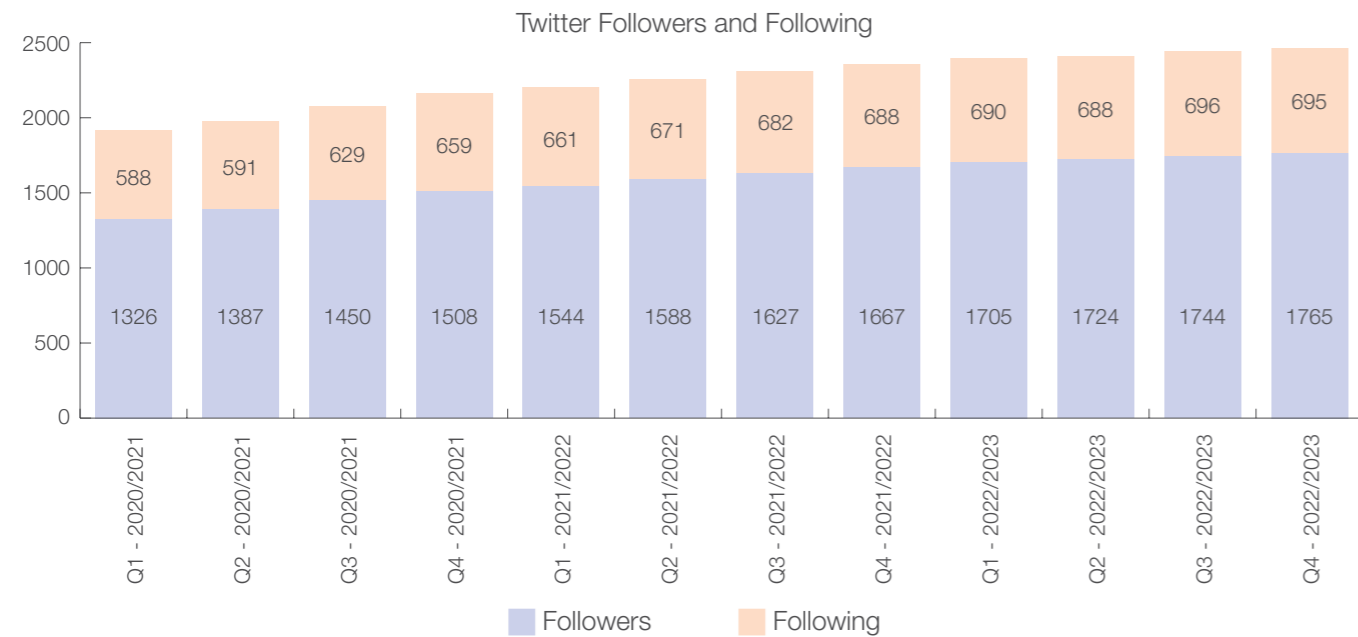 Twitter Followers and Following
2500
2000
1500
1000
500
0
588 591 629 659 661 671 682 688 690 688 696 695
1326 1387 1450 1508 1544 1588 1627 1667 1705 1724 1744 1765
Q1 - 2020/2021
Q2 - 2020/2021
Q3 - 2020/2021
Q4 - 2020/2021
Q1 - 2021/2022
Q2 - 2021/2022
Q3 - 2021/2022
Q4 - 2021/2022
Q1 - 2022/2023
Q2 - 2022/2023
Q3 - 2022/2023
Q4 - 2022/2023
Followers Following